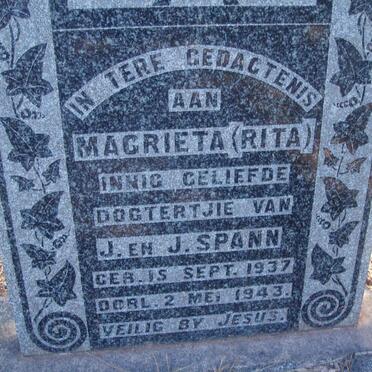 IN TERE GEDACTENIS
AAN
MAGRIETA (RITA)
INNIG GELIEFDE
DOGTERTJIE VAN
J. EN J. SPANN
GEB. 15 SEPT. 1937
OORL. 2 MEI 1943.
VEILIG BY JESUS.